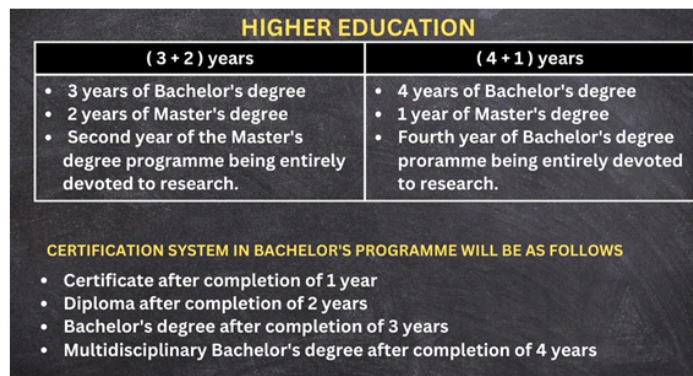 HIGHER EDUCATION
( 3 + 2 ) years
• 3 years of Bachelor's degree
• 2 years of Master's degree
• Second year of the Master's
degree programme being entirely
devoted to research.
( 4 + 1 ) years
• 4 years of Bachelor's degree
• 1 year of Master's degree
• Fourth year of Bachelor's degree
proramme being entirely devoted
to research.
CERTIFICATION SYSTEM IN BACHELOR'S PROGRAMME WILL BE AS FOLLOWS
• Certificate after completion of 1 year
• Diploma after completion of 2 years
• Bachelor's degree after completion of 3 years
• Multidisciplinary Bachelor's degree after completion of 4 years